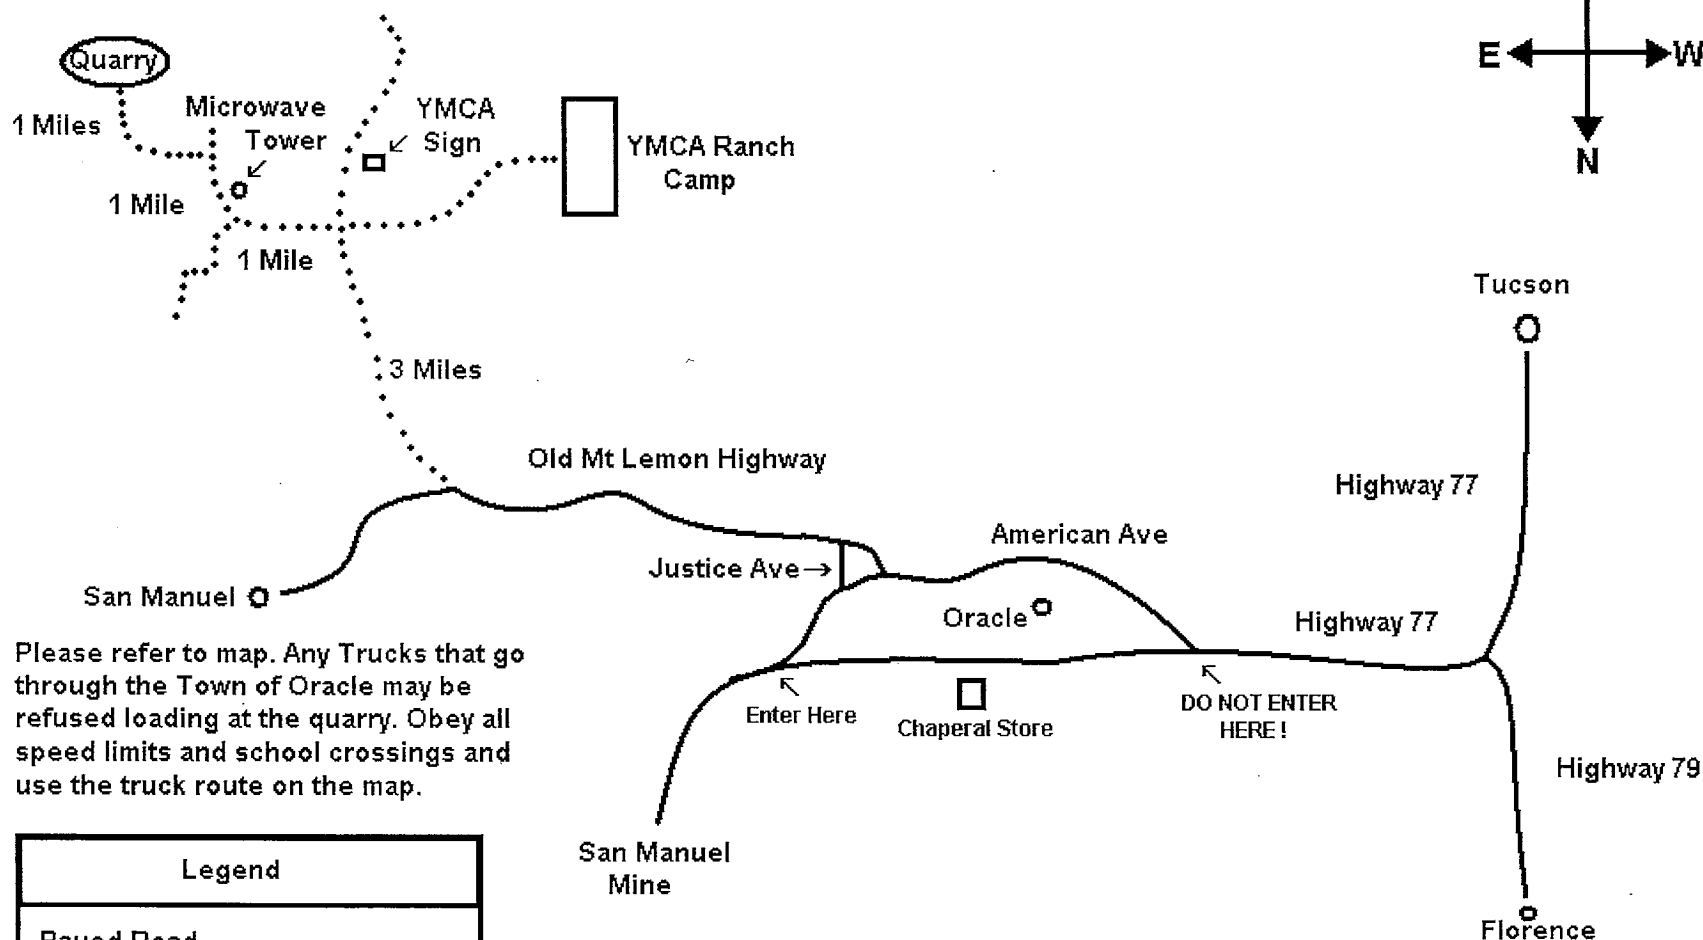 Quarry
1 Miles
Microwave
Tower
YMCA
Sign
YMCA Ranch
Camp
1 Mile
1 Mile
3 Miles
E
W
N
Tucson
Highway 77
Old Mt Lemon Highway
American Ave
Justice Ave
San Manuel
Oracle
Highway 77
Enter Here
Chaperal Store
DO NOT ENTER
HERE !
Highway 79
San Manuel
Mine
Florence
Please refer to map. Any Trucks that go
through the Town of Oracle may be
refused loading at the quarry. Obey all
speed limits and school crossings and
use the truck route on the map.
Legend
Paved Road